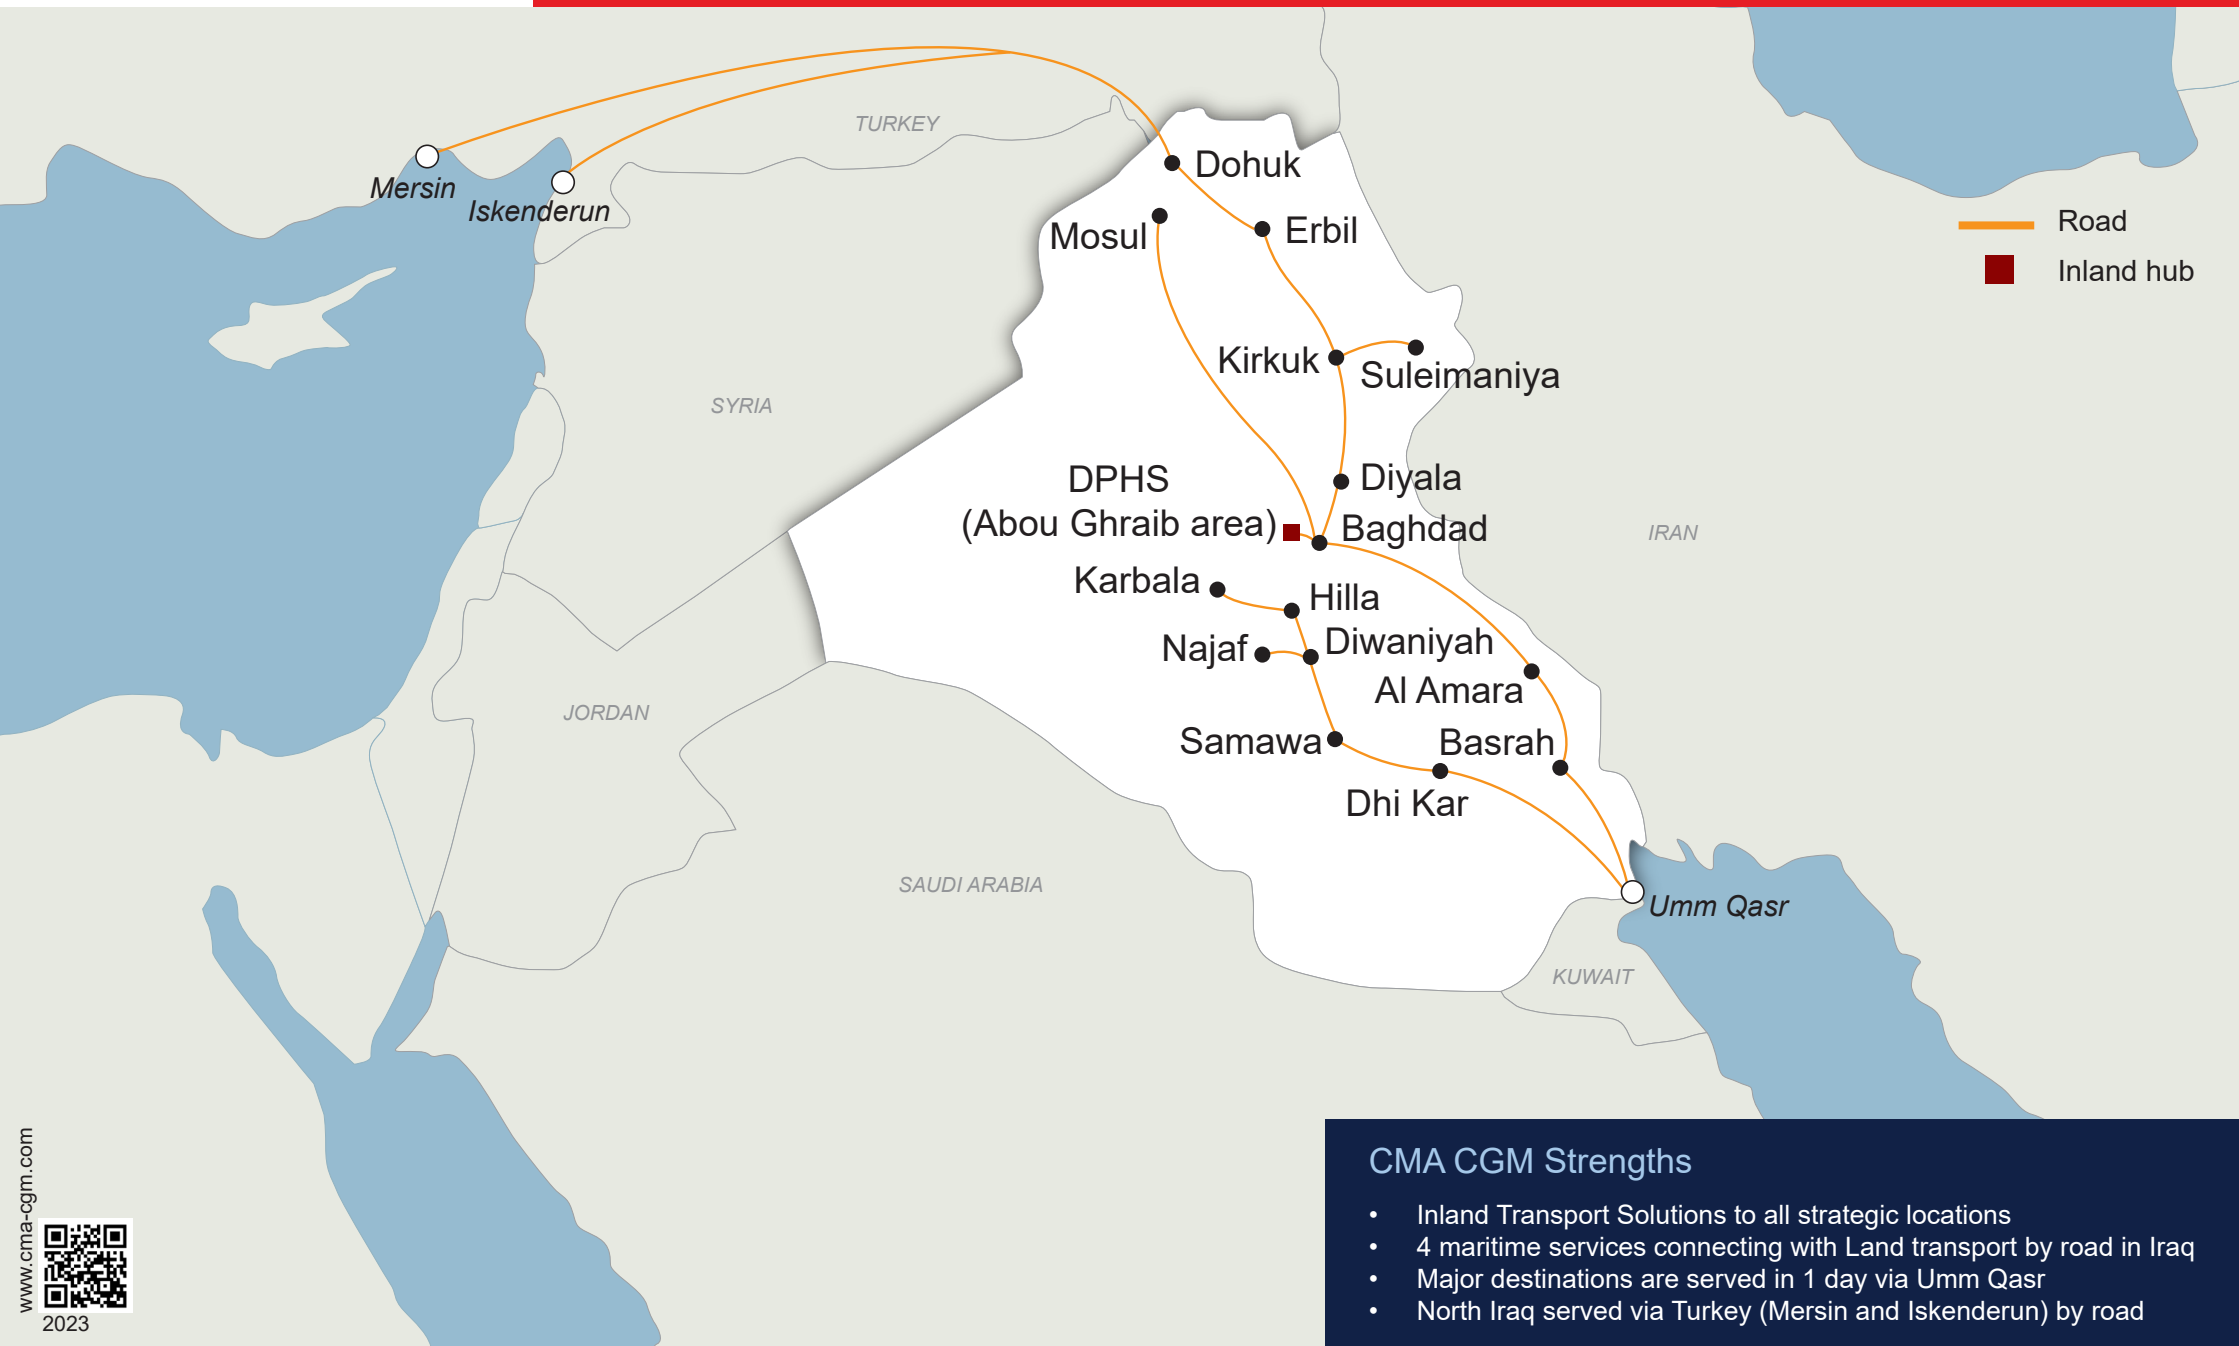 TURKEY
Mersin
Iskenderun
Dohuk
Mosul
Erbil
Road
Inland hub
Kirkuk
Suleimaniya
SYRIA
DPHS
(Abou Ghraib area)
Diyala
Baghdad
IRAN
Karbala
Hilla
Najaf
Diwaniyah
Al Amara
JORDAN
Samawa
Basrah
Dhi Kar
SAUDI ARABIA
Umm Qasr
KUWAIT
CMA CGM Strengths
• Inland Transport Solutions to all strategic locations
• 4 maritime services connecting with Land transport by road in Iraq
• Major destinations are served in 1 day via Umm Qasr
• North Iraq served via Turkey (Mersin and Iskenderun) by road
www.cma-cgm.com
2023